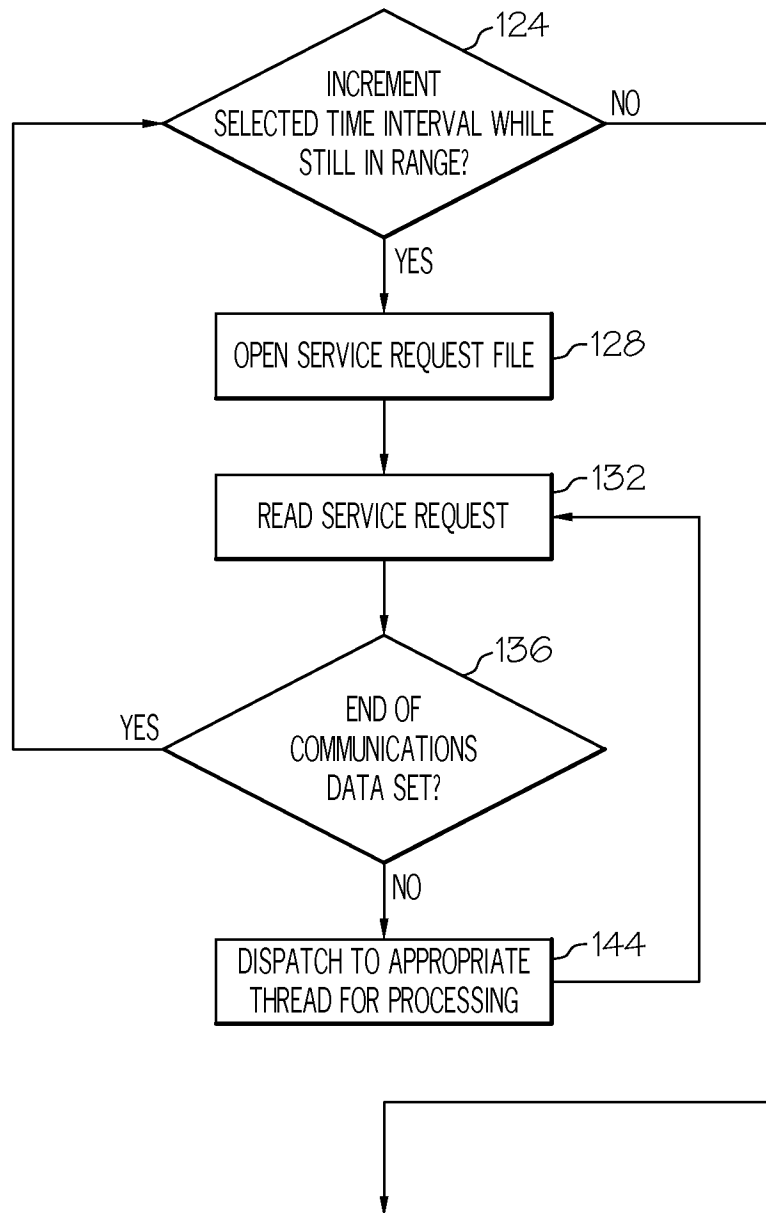 124
INCREMENT
SELECTED TIME INTERVAL WHILE
STILL IN RANGE?
NO
YES
OPEN SERVICE REQUEST FILE
128
READ SERVICE REQUEST
132
136
END OF
COMMUNICATIONS
DATA SET?
YES
NO
DISPATCH TO APPROPRIATE
THREAD FOR PROCESSING
144